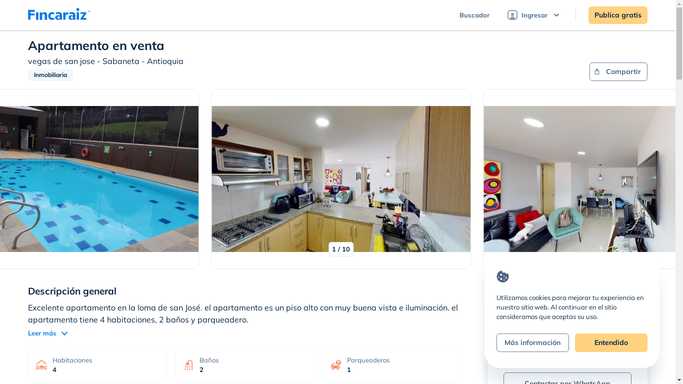 Fincaraiz
Buscador
Ingresar
Publica gratis
Apartamento en venta
vegas de san jose - Sabaneta - Antioquia
Inmobiliaria
Compartir
1 / 10
Descripción general
Excelente apartamento en la loma de san José. el apartamento es un piso alto con muy buena vista e iluminación. el
apartamento tiene 4 habitaciones, 2 baños y parqueadero.
Leer más
Habitaciones
4
Baños
2
Parqueaderos
1
Utilizamos cookies para mejorar tu experiencia en
nuestro sitio web. Al continuar en el sitio
consideramos que aceptas su uso.
Más información
Entendido
Contactar por WhatsApp